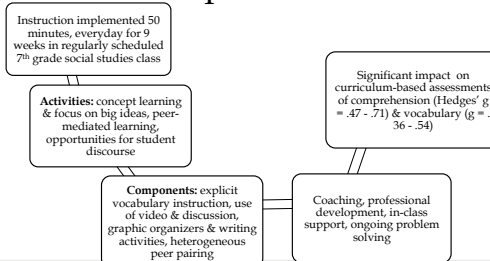 Instruction implemented 50
minutes, everyday for 9
weeks in regularly scheduled
7th grade social studies class
Activities: concept learning
& focus on big ideas, peer-
mediated learning,
opportunities for student
discourse
Components: explicit
vocabulary instruction, use
of video & discussion,
graphic organizers & writing
activities, heterogeneous
peer pairing
Coaching, professional
development, in-class
support, ongoing problem
solving
Significant impact on
curriculum-based assessments
of comprehension (Hedges' g
= .47 - .71) & vocabulary (g = .
36 - .54)